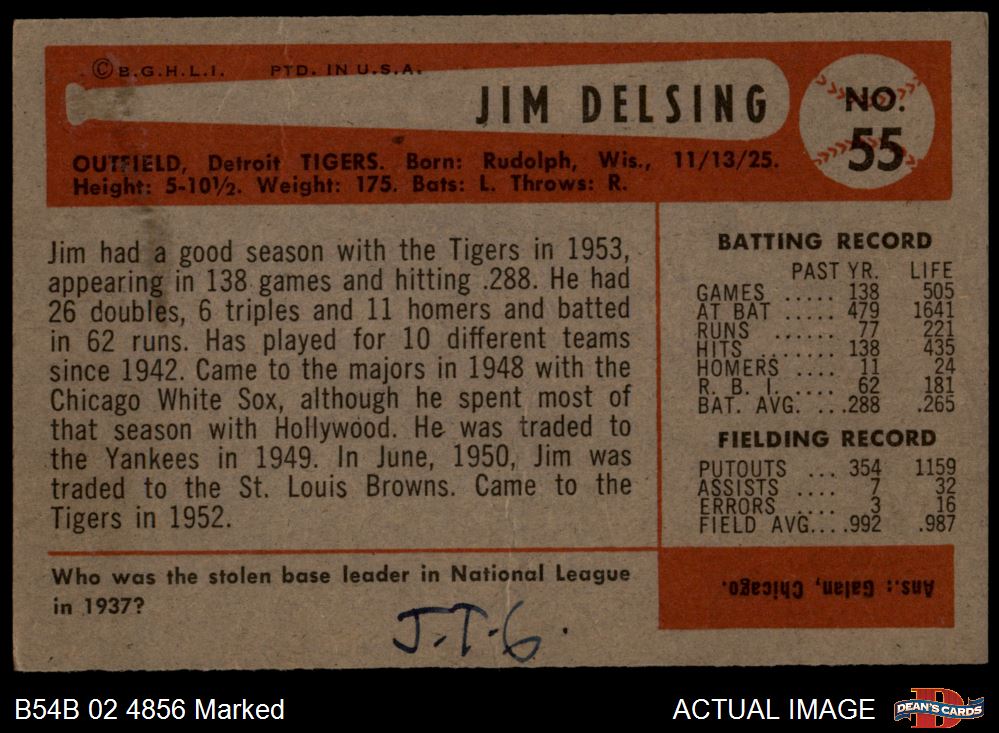 © B.G.H.L.I. PTD. IN U.S.A.
JIM DELSING
NO.
55
OUTFIELD, Detroit TIGERS. Born: Rudolph, Wis., 11/13/25.
Height: 5-10½. Weight: 175. Bats: L. Throws: R.
Jim had a good season with the Tigers in 1953,
appearing in 138 games and hitting .288. He had
26 doubles, 6 triples and 11 homers and batted
in 62 runs. Has played for 10 different teams
since 1942. Came to the majors in 1948 with the
Chicago White Sox, although he spent most of
that season with Hollywood. He was traded to
the Yankees in 1949. In June, 1950, Jim was
traded to the St. Louis Browns. Came to the
Tigers in 1952.
BATTING RECORD
PAST YR. LIFE
GAMES ..... 138 505
AT BAT ..... 479 1641
RUNS ...... 77 221
HITS ....... 138 435
HOMERS .... 11 24
R. B. I. ..... 62 181
BAT. AVG. ... .288 .265
FIELDING RECORD
PUTOUTS ... 354 1159
ASSISTS .... 7 32
ERRORS .... 3 16
FIELD AVG.... .992 .987
Who was the stolen base leader in National League
in 1937?
Ans.: Galan, Chicago.
J.T.G.
B54B 02 4856 Marked
ACTUAL IMAGE
DEAN'S CARDS